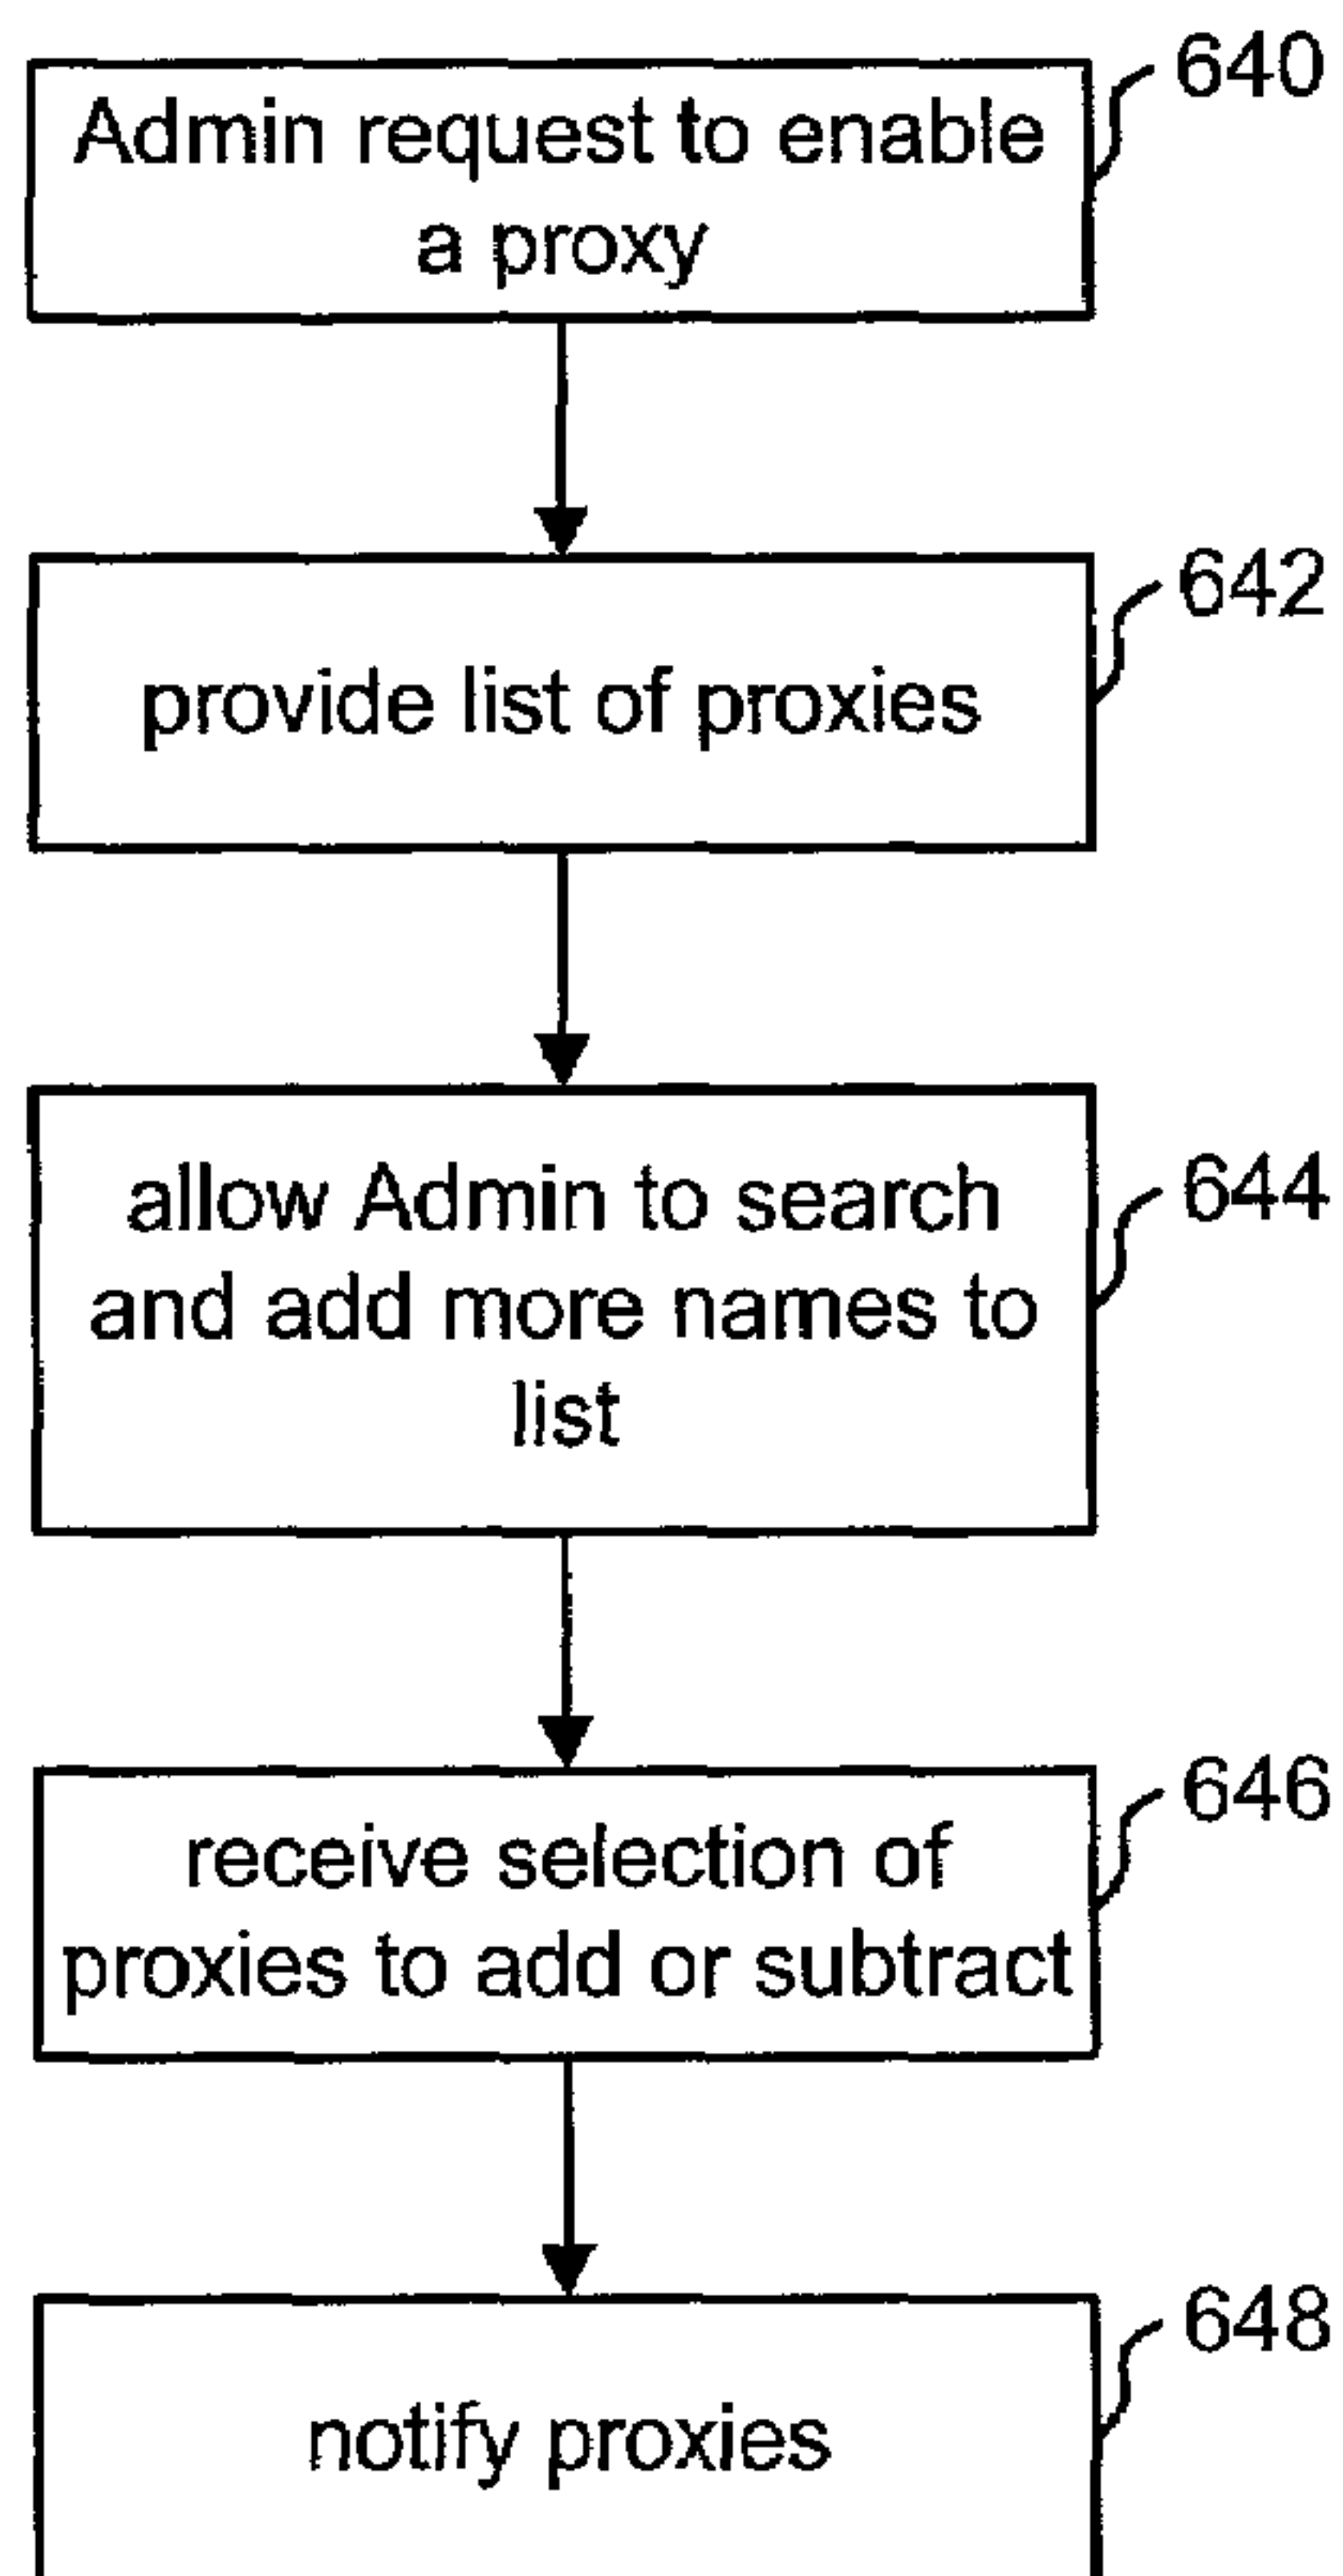 640
Admin request to enable
a proxy
642
provide list of proxies
644
allow Admin to search
and add more names to
list
646
receive selection of
proxies to add or subtract
648
notify proxies